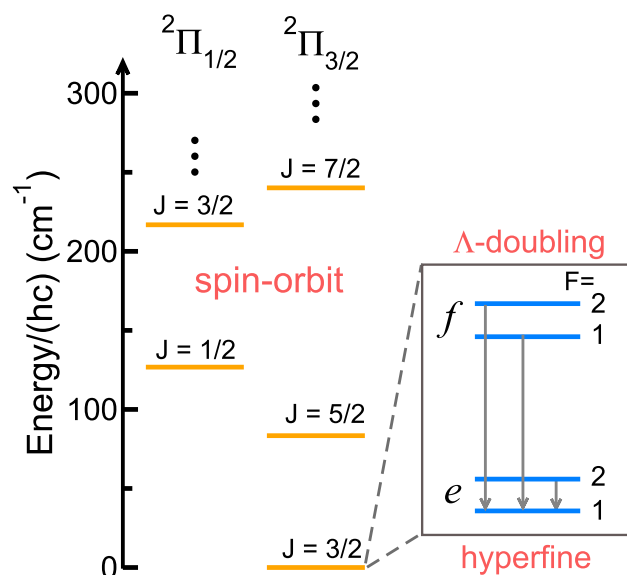 ²Π₁/₂
²Π₃/₂
Energy/(hc) (cm⁻¹)
300
200
100
0
J = 7/2
J = 3/2
spin-orbit
J = 1/2
J = 5/2
J = 3/2
Λ-doubling
F=
f
2
1
e
2
1
hyperfine